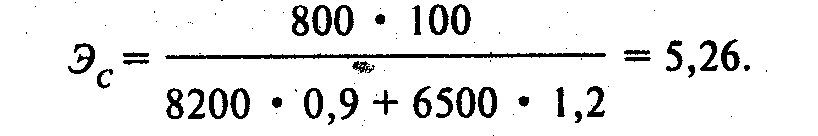 800 · 100
Э_с = ――― = 5,26.
8200 · 0,9 + 6500 · 1,2